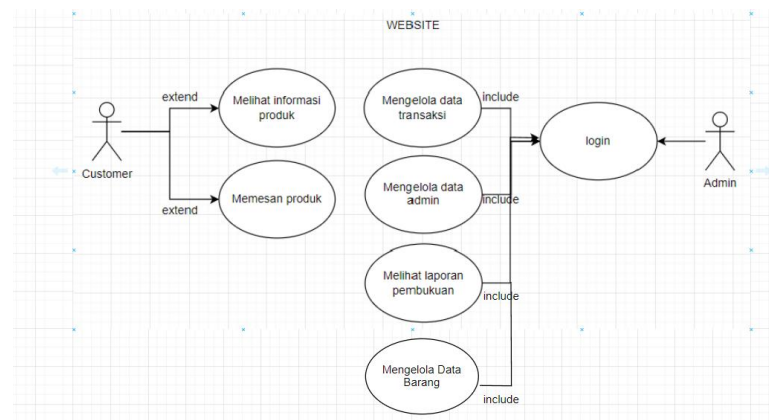 WEBSITE
extend
Melihat informasi
produk
Customer
extend
Memesan produk
Mengelola data
transaksi
include
Mengelola data
admin
include
Melihat laporan
pembukuan
include
Mengelola Data
Barang
include
login
Admin